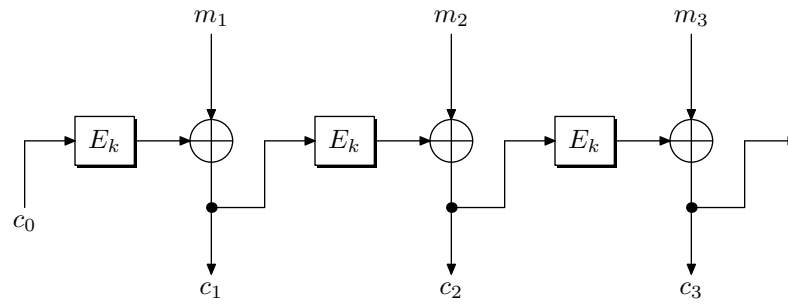 m₁ m₂ m₃
Eₖ Eₖ Eₖ
c₀
c₁ c₂ c₃